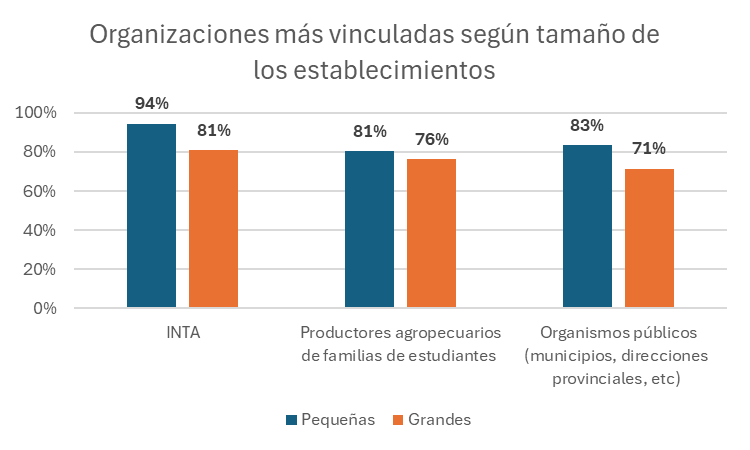 Organizaciones más vinculadas según tamaño de
los establecimientos
94%
81%
81%
76%
83%
71%
100%
80%
60%
40%
20%
0%
INTA
Productores agropecuarios
de familias de estudiantes
Organismos públicos
(municipios, direcciones
provinciales, etc)
Pequeñas
Grandes